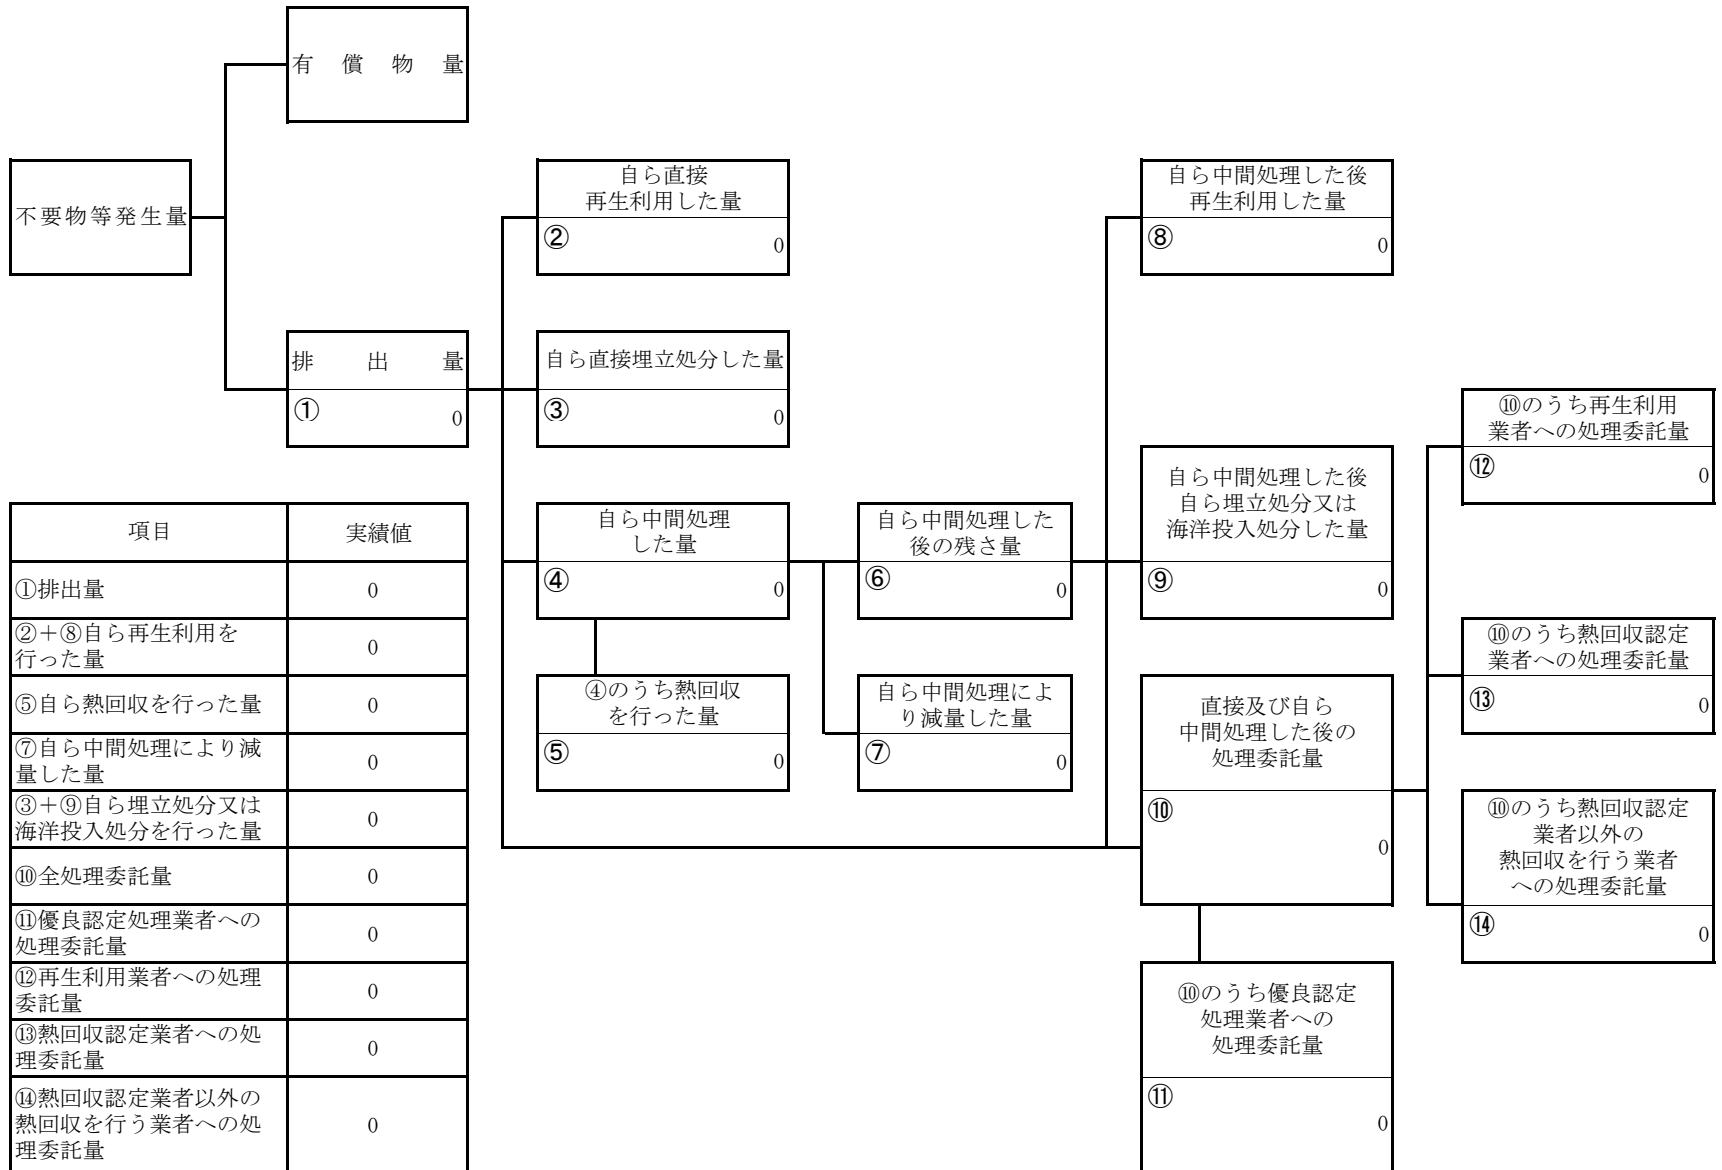 有償物量
不要物等発生量
排出量
① 0
自ら直接
再生利用した量
② 0
自ら直接埋立処分した量
③ 0
自ら中間処理
した量
④ 0
④のうち熱回収
を行った量
⑤ 0
自ら中間処理した
後の残さ量
⑥ 0
自ら中間処理によ
り減量した量
⑦ 0
自ら中間処理した後
再生利用した量
⑧ 0
自ら中間処理した後
自ら埋立処分又は
海洋投入処分した量
⑨ 0
直接及び自ら
中間処理した後の
処理委託量
⑩
0
⑩のうち優良認定
処理業者への
処理委託量
⑪
0
⑩のうち再生利用
業者への処理委託量
⑫ 0
⑩のうち熱回収認定
業者への処理委託量
⑬ 0
⑩のうち熱回収認定
業者以外の
熱回収を行う業者
への処理委託量
⑭ 0
項目 実績値
①排出量 0
②+⑧自ら再生利用を
行った量 0
⑤自ら熱回収を行った量 0
⑦自ら中間処理により減
量した量 0
③+⑨自ら埋立処分又は
海洋投入処分を行った量 0
⑩全処理委託量 0
⑪優良認定処理業者への
処理委託量 0
⑫再生利用業者への処理
委託量 0
⑬熱回収認定業者への処
理委託量 0
⑭熱回収認定業者以外の
熱回収を行う業者への処 0
理委託量